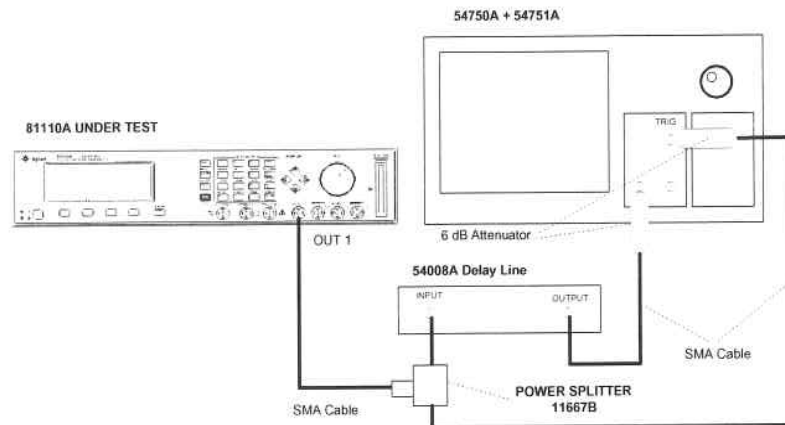 54750A + 54751A
81110A UNDER TEST
TRIG
Agilent
OUT 1
6 dB Attenuator
54008A Delay Line
INPUT
OUTPUT
SMA Cable
POWER SPLITTER
11667B
SMA Cable